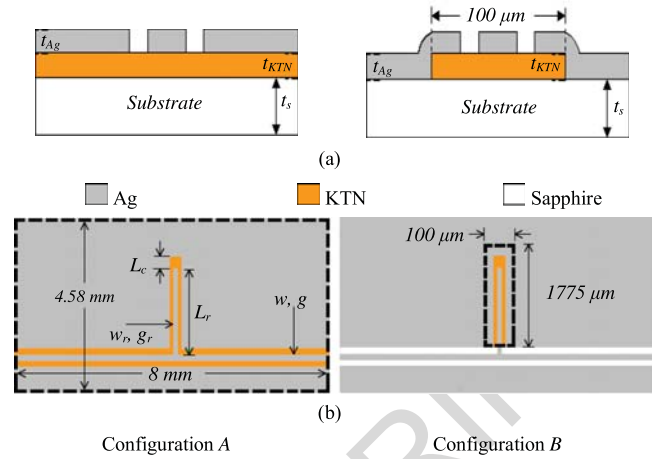 100 μm
t_Ag
t_KTN
t_Ag
t_KTN
Substrate
t_s
Substrate
t_s
(a)
Ag
KTN
Sapphire
4.58 mm
L_c
L_r
w, g
w_r, g_r
8 mm
100 μm
1775 μm
(b)
Configuration A
Configuration B